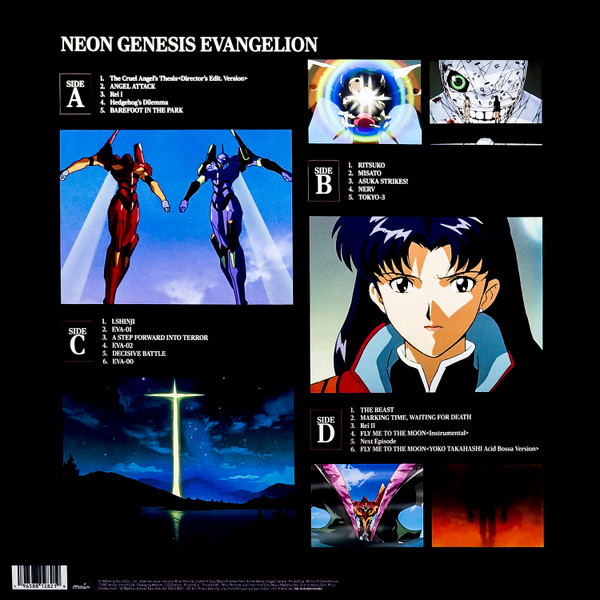 NEON GENESIS EVANGELION
SIDE
A
1. The Cruel Angel's Thesis<Director's Edit. Version>
2. ANGEL ATTACK
3. Rei I
4. Hedgehog's Dilemma
5. BAREFOOT IN THE PARK
SIDE
B
1. RITSUKO
2. MISATO
3. ASUKA STRIKES!
4. NERV
5. TOKYO-3
SIDE
C
1. I.SHINJI
2. EVA-01
3. A STEP FORWARD INTO TERROR
4. EVA-02
5. DECISIVE BATTLE
6. EVA-00
SIDE
D
1. THE BEAST
2. MARKING TIME, WAITING FOR DEATH
3. Rei II
4. FLY ME TO THE MOON<Instrumental>
5. Next Episode
6. FLY ME TO THE MOON<YOKO TAKAHASHI Acid Bossa Version>
milan